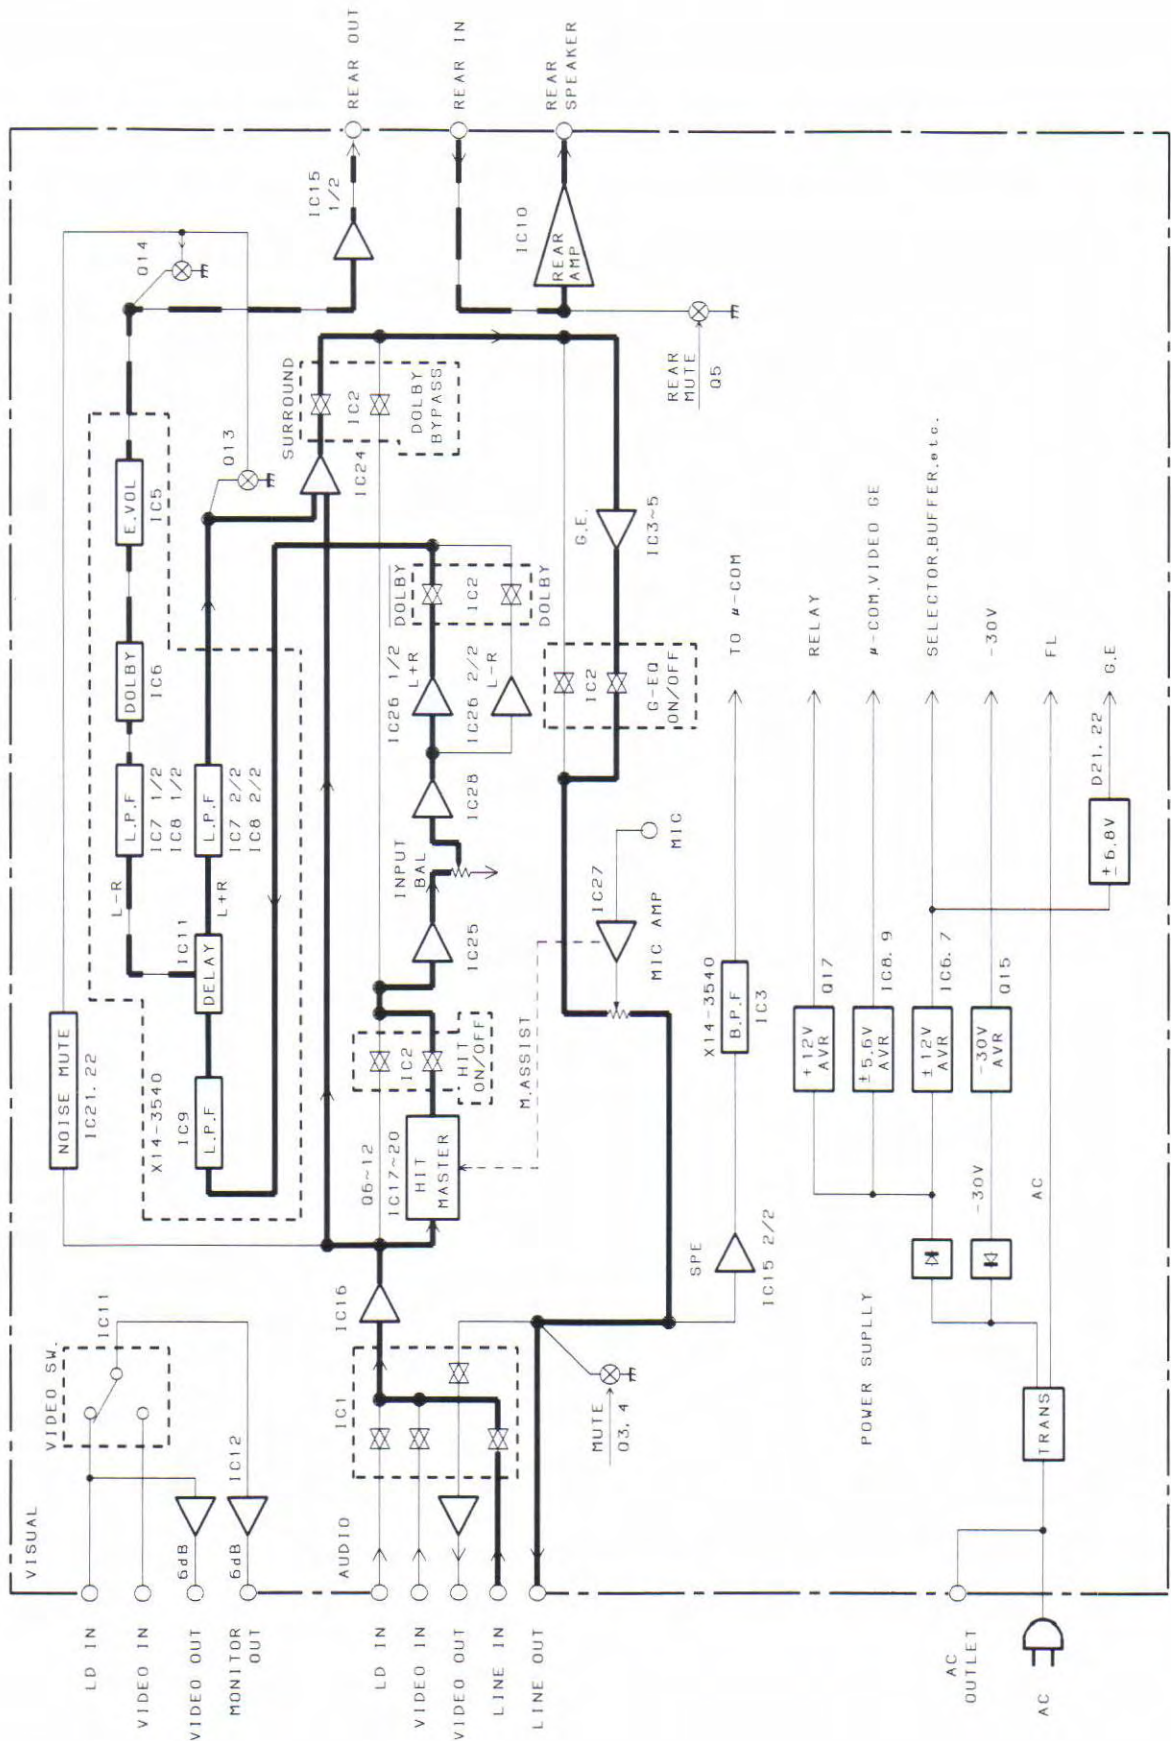 VISUAL
LD IN
VIDEO IN
VIDEO OUT
MONITOR
OUT
6dB
6dB
IC12
VIDEO SW.
IC11
NOISE MUTE
IC21.22
X14-3540
IC9
L.P.F
DELAY
IC11
L-R
L+R
L.P.F
IC7 1/2
IC8 1/2
L.P.F
IC7 2/2
IC8 2/2
DOLBY
IC6
E.VOL
IC5
Q13
Q14
IC15
1/2
REAR OUT
REAR IN
REAR
SPEAKER
AUDIO
LD IN
VIDEO IN
VIDEO OUT
LINE IN
LINE OUT
IC1
IC16
Q6~12
IC17~20
HIT
MASTER
IC2
HIT
ON/OFF
IC25
INPUT
BAL
IC28
IC26 1/2
L+R
IC26 2/2
L-R
DOLBY
IC2
DOLBY
IC24
SURROUND
IC2
DOLBY
BYPASS
REAR
AMP
IC10
REAR
MUTE
Q5
G.E.
IC3~5
IC2
G-EQ
ON/OFF
M.ASSIST
IC27
MIC AMP
MIC
MUTE
Q3.4
SPE
IC15 2/2
X14-3540
B.P.F
IC3
TO μ-COM
POWER SUPLLY
AC
OUTLET
AC
TRANS
-30V
AC
+12V
AVR
Q17
RELAY
±5.6V
AVR
IC8.9
μ-COM.VIDEO GE
±12V
AVR
IC6.7
SELECTOR.BUFFER.etc.
-30V
AVR
Q15
-30V
FL
±6.8V
D21.22
G.E